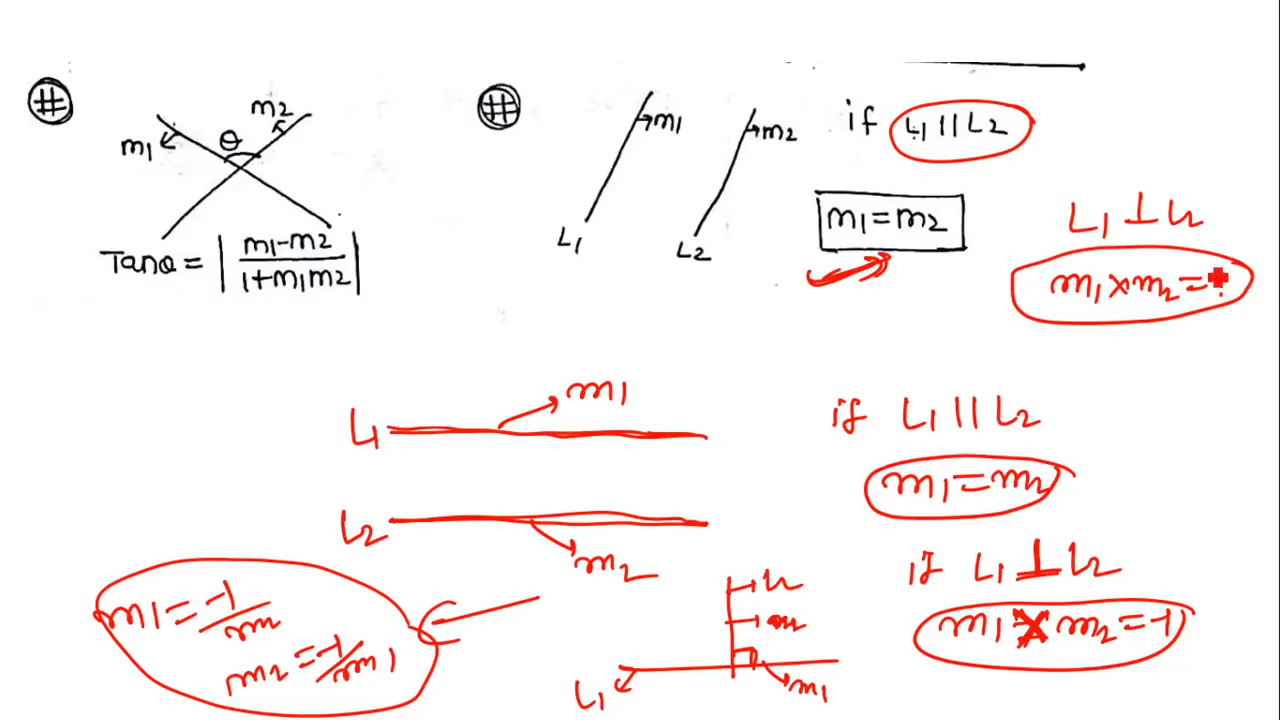 #
m1
m2
θ
Tanθ = | m1-m2 / 1+m1m2 |
#
m1
m2
L1
L2
if L1 || L2
m1 = m2
L1 ⊥ L2
m1 × m2 =
L1
m1
L2
m2
if L1 || L2
m1 = m2
if L1 ⊥ L2
m1 × m2 = -1
m1 = -1/m2
m2 = -1/m1
L2
m2
L1
m1